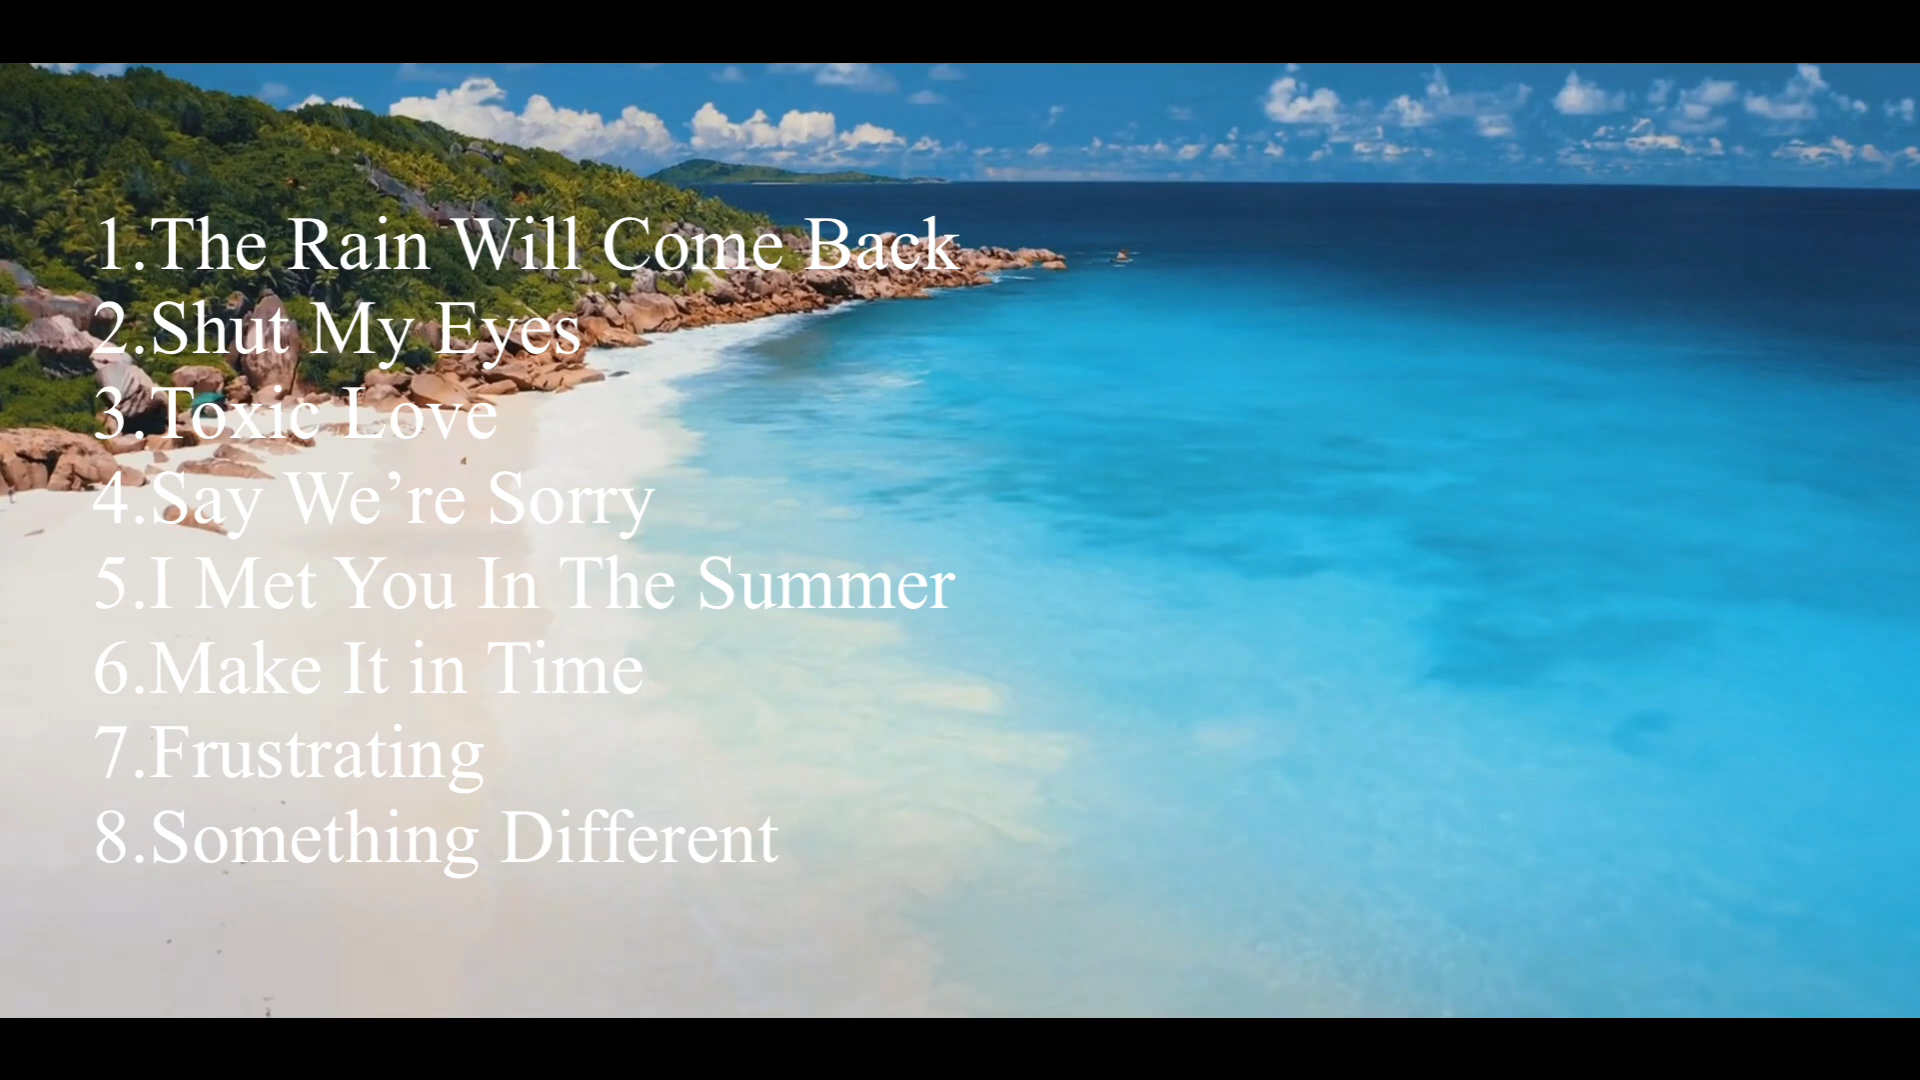 1.The Rain Will Come Back
2.Shut My Eyes
3.Toxic Love
4.Say We’re Sorry
5.I Met You In The Summer
6.Make It in Time
7.Frustrating
8.Something Different